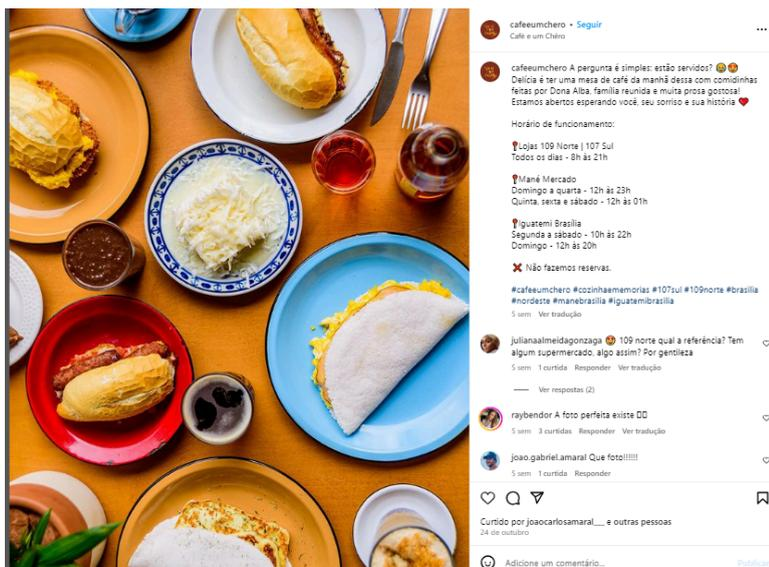 cafeeumchero • Seguir
Café e um Chêro
cafeeumchero A pergunta é simples: estão servidos?
Delícia é ter uma mesa de café da manhã dessa com comidinhas
feitas por Dona Alba, família reunida e muita prosa gostosa!
Estamos abertos esperando você, seu sorriso e sua história ❤️
Horário de funcionamento:
📍Lojas 109 Norte | 107 Sul
Todos os dias - 8h às 21h
📍Mané Mercado
Domingo a quarta - 12h às 23h
Quinta, sexta e sábado - 12h às 01h
📍Iguatemi Brasília
Segunda a sábado - 10h às 22h
Domingo - 12h às 20h
❌ Não fazemos reservas.
#cafeeumchero #cozinhaememorias #107sul #109norte #brasilia
#nordeste #manebrasilia #iguatemibrasilia
5 sem Ver tradução
julianaalmeidagonzaga 😍 109 norte qual a referência? Tem
algum supermercado, algo assim? Por gentileza
5 sem 1 curtida Responder Ver tradução
Ver respostas (2)
raybendor A foto perfeita existe
5 sem 3 curtidas Responder Ver tradução
joao.gabriel.amaral Que foto!!!!!!
5 sem 1 curtida Responder
Curtido por joaocarlosamaral___ e outras pessoas
24 de outubro
Adicione um comentário...
Publicar